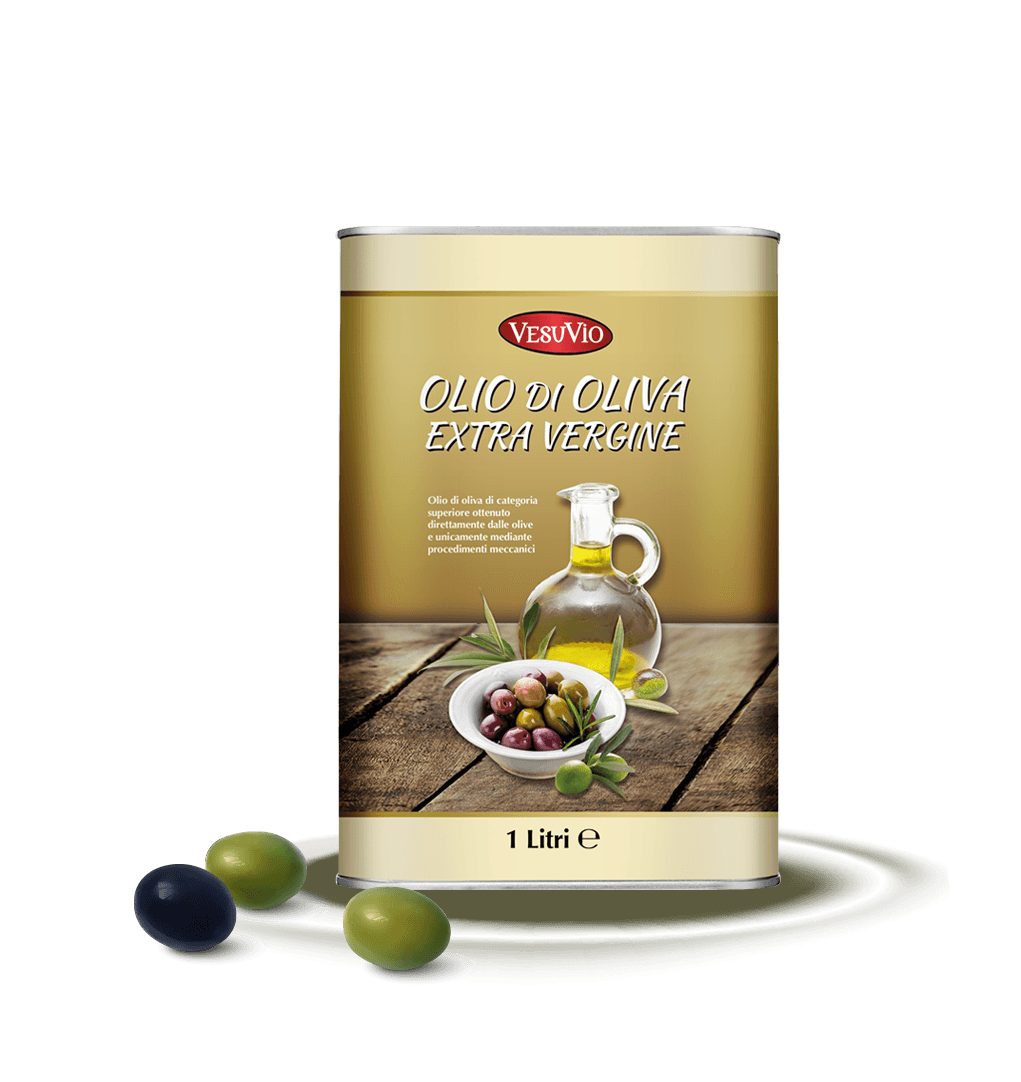 VESUVIO
OLIO DI OLIVA
EXTRA VERGINE
Olio di oliva di categoria
superiore ottenuto
direttamente dalle olive
e unicamente mediante
procedimenti meccanici
1 Litri ℮